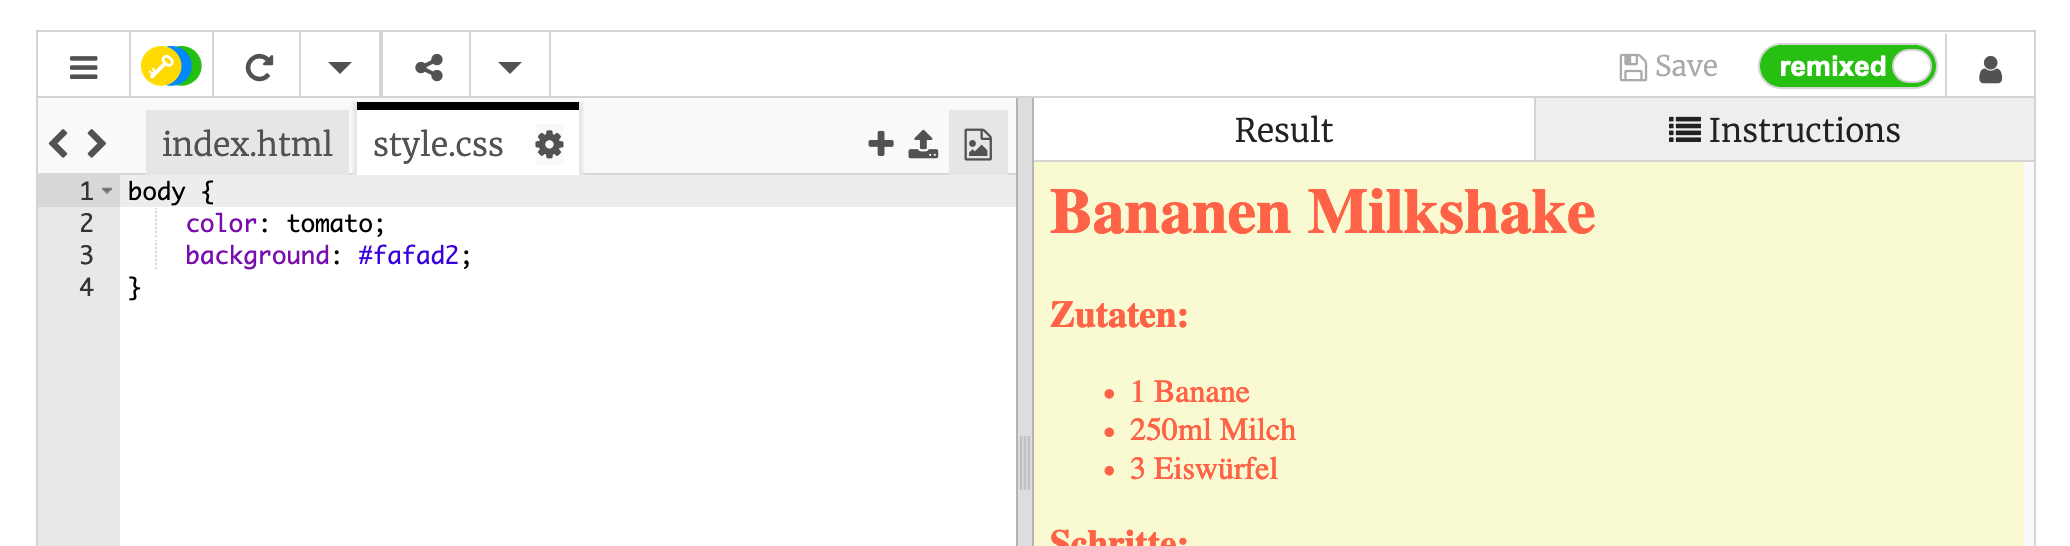 Save remixed
index.html style.css
Result Instructions
1 body {
2 color: tomato;
3 background: #fafad2;
4 }
Bananen Milkshake
Zutaten:
1 Banane
250ml Milch
3 Eiswürfel
Schritte: